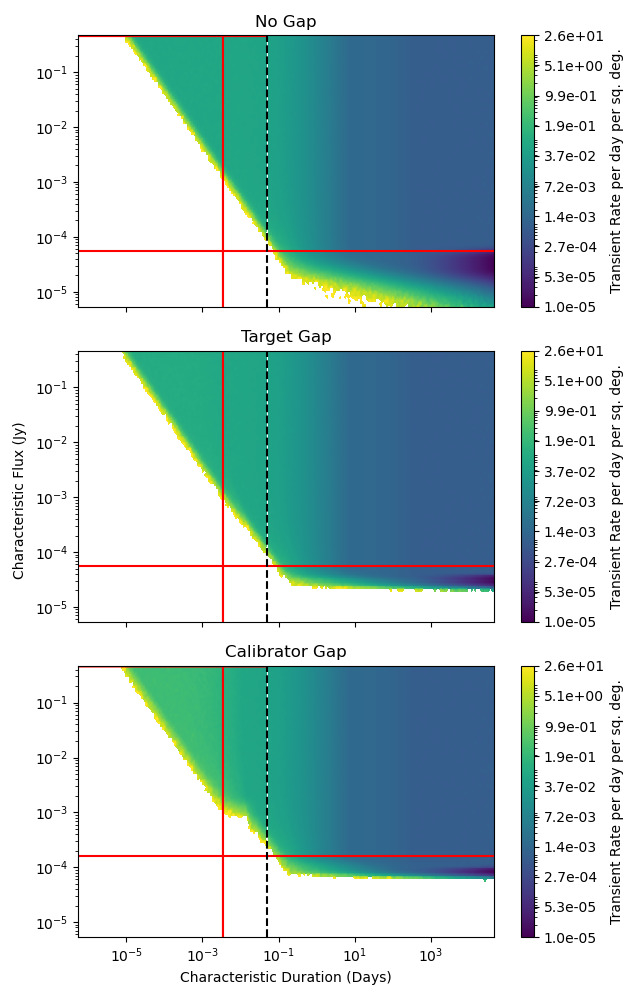 No Gap
10⁻¹
10⁻²
10⁻³
10⁻⁴
10⁻⁵
2.6e+01
5.1e+00
9.9e-01
1.9e-01
3.7e-02
7.2e-03
1.4e-03
2.7e-04
5.3e-05
1.0e-05
Transient Rate per day per sq. deg.
Target Gap
Characteristic Flux (Jy)
10⁻¹
10⁻²
10⁻³
10⁻⁴
10⁻⁵
2.6e+01
5.1e+00
9.9e-01
1.9e-01
3.7e-02
7.2e-03
1.4e-03
2.7e-04
5.3e-05
1.0e-05
Transient Rate per day per sq. deg.
Calibrator Gap
10⁻¹
10⁻²
10⁻³
10⁻⁴
10⁻⁵
2.6e+01
5.1e+00
9.9e-01
1.9e-01
3.7e-02
7.2e-03
1.4e-03
2.7e-04
5.3e-05
1.0e-05
Transient Rate per day per sq. deg.
10⁻⁵ 10⁻³ 10⁻¹ 10¹ 10³
Characteristic Duration (Days)